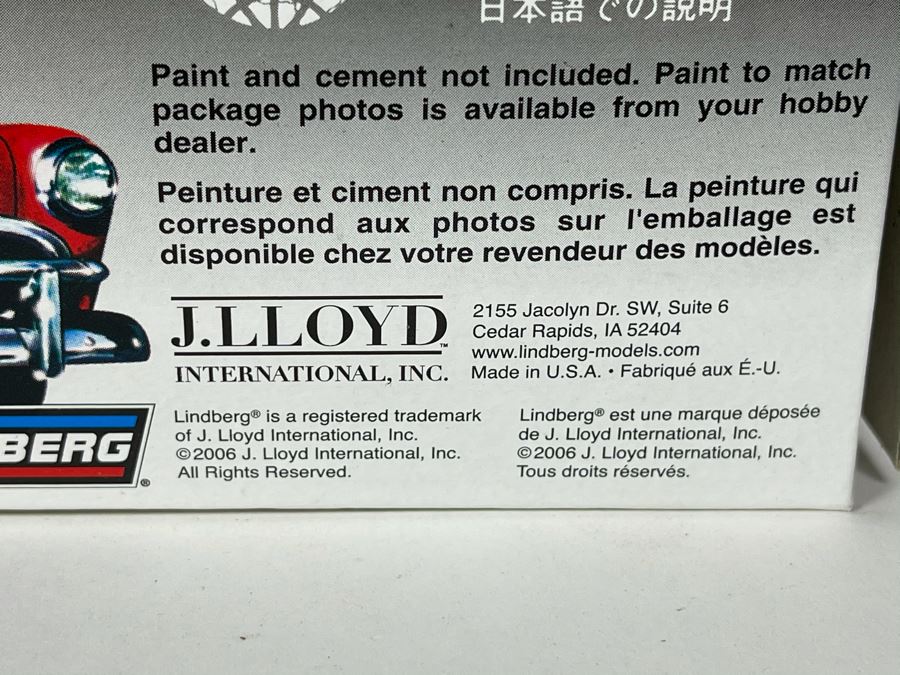 日本語での説明
Paint and cement not included. Paint to match
package photos is available from your hobby
dealer.
Peinture et ciment non compris. La peinture qui
correspond aux photos sur l'emballage est
disponible chez votre revendeur des modèles.
J.LLOYD™
INTERNATIONAL, INC.
2155 Jacolyn Dr. SW, Suite 6
Cedar Rapids, IA 52404
www.lindberg-models.com
Made in U.S.A. • Fabriqué aux É.-U.
BERG®
Lindberg® is a registered trademark
of J. Lloyd International, Inc.
©2006 J. Lloyd International, Inc.
All Rights Reserved.
Lindberg® est une marque déposée
de J. Lloyd International, Inc.
©2006 J. Lloyd International, Inc.
Tous droits réservés.